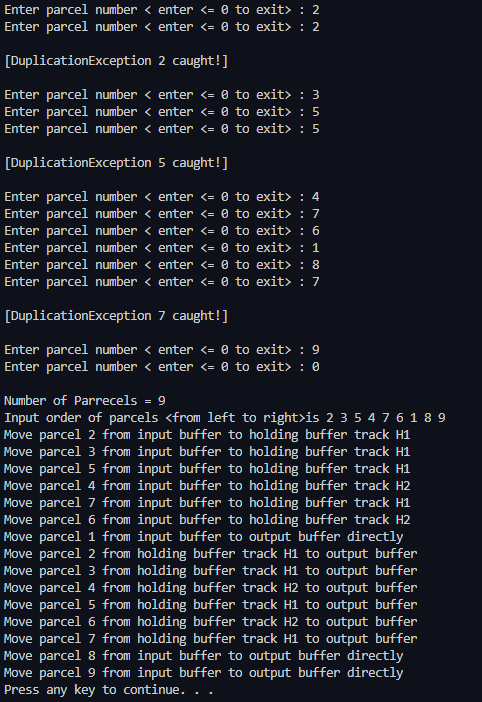 Enter parcel number < enter <= 0 to exit> : 2
Enter parcel number < enter <= 0 to exit> : 2
[DuplicationException 2 caught!]
Enter parcel number < enter <= 0 to exit> : 3
Enter parcel number < enter <= 0 to exit> : 5
Enter parcel number < enter <= 0 to exit> : 5
[DuplicationException 5 caught!]
Enter parcel number < enter <= 0 to exit> : 4
Enter parcel number < enter <= 0 to exit> : 7
Enter parcel number < enter <= 0 to exit> : 6
Enter parcel number < enter <= 0 to exit> : 1
Enter parcel number < enter <= 0 to exit> : 8
Enter parcel number < enter <= 0 to exit> : 7
[DuplicationException 7 caught!]
Enter parcel number < enter <= 0 to exit> : 9
Enter parcel number < enter <= 0 to exit> : 0
Number of Parrecels = 9
Input order of parcels <from left to right>is 2 3 5 4 7 6 1 8 9
Move parcel 2 from input buffer to holding buffer track H1
Move parcel 3 from input buffer to holding buffer track H1
Move parcel 5 from input buffer to holding buffer track H1
Move parcel 4 from input buffer to holding buffer track H2
Move parcel 7 from input buffer to holding buffer track H1
Move parcel 6 from input buffer to holding buffer track H2
Move parcel 1 from input buffer to output buffer directly
Move parcel 2 from holding buffer track H1 to output buffer
Move parcel 3 from holding buffer track H1 to output buffer
Move parcel 4 from holding buffer track H2 to output buffer
Move parcel 5 from holding buffer track H1 to output buffer
Move parcel 6 from holding buffer track H2 to output buffer
Move parcel 7 from holding buffer track H1 to output buffer
Move parcel 8 from input buffer to output buffer directly
Move parcel 9 from input buffer to output buffer directly
Press any key to continue. . .